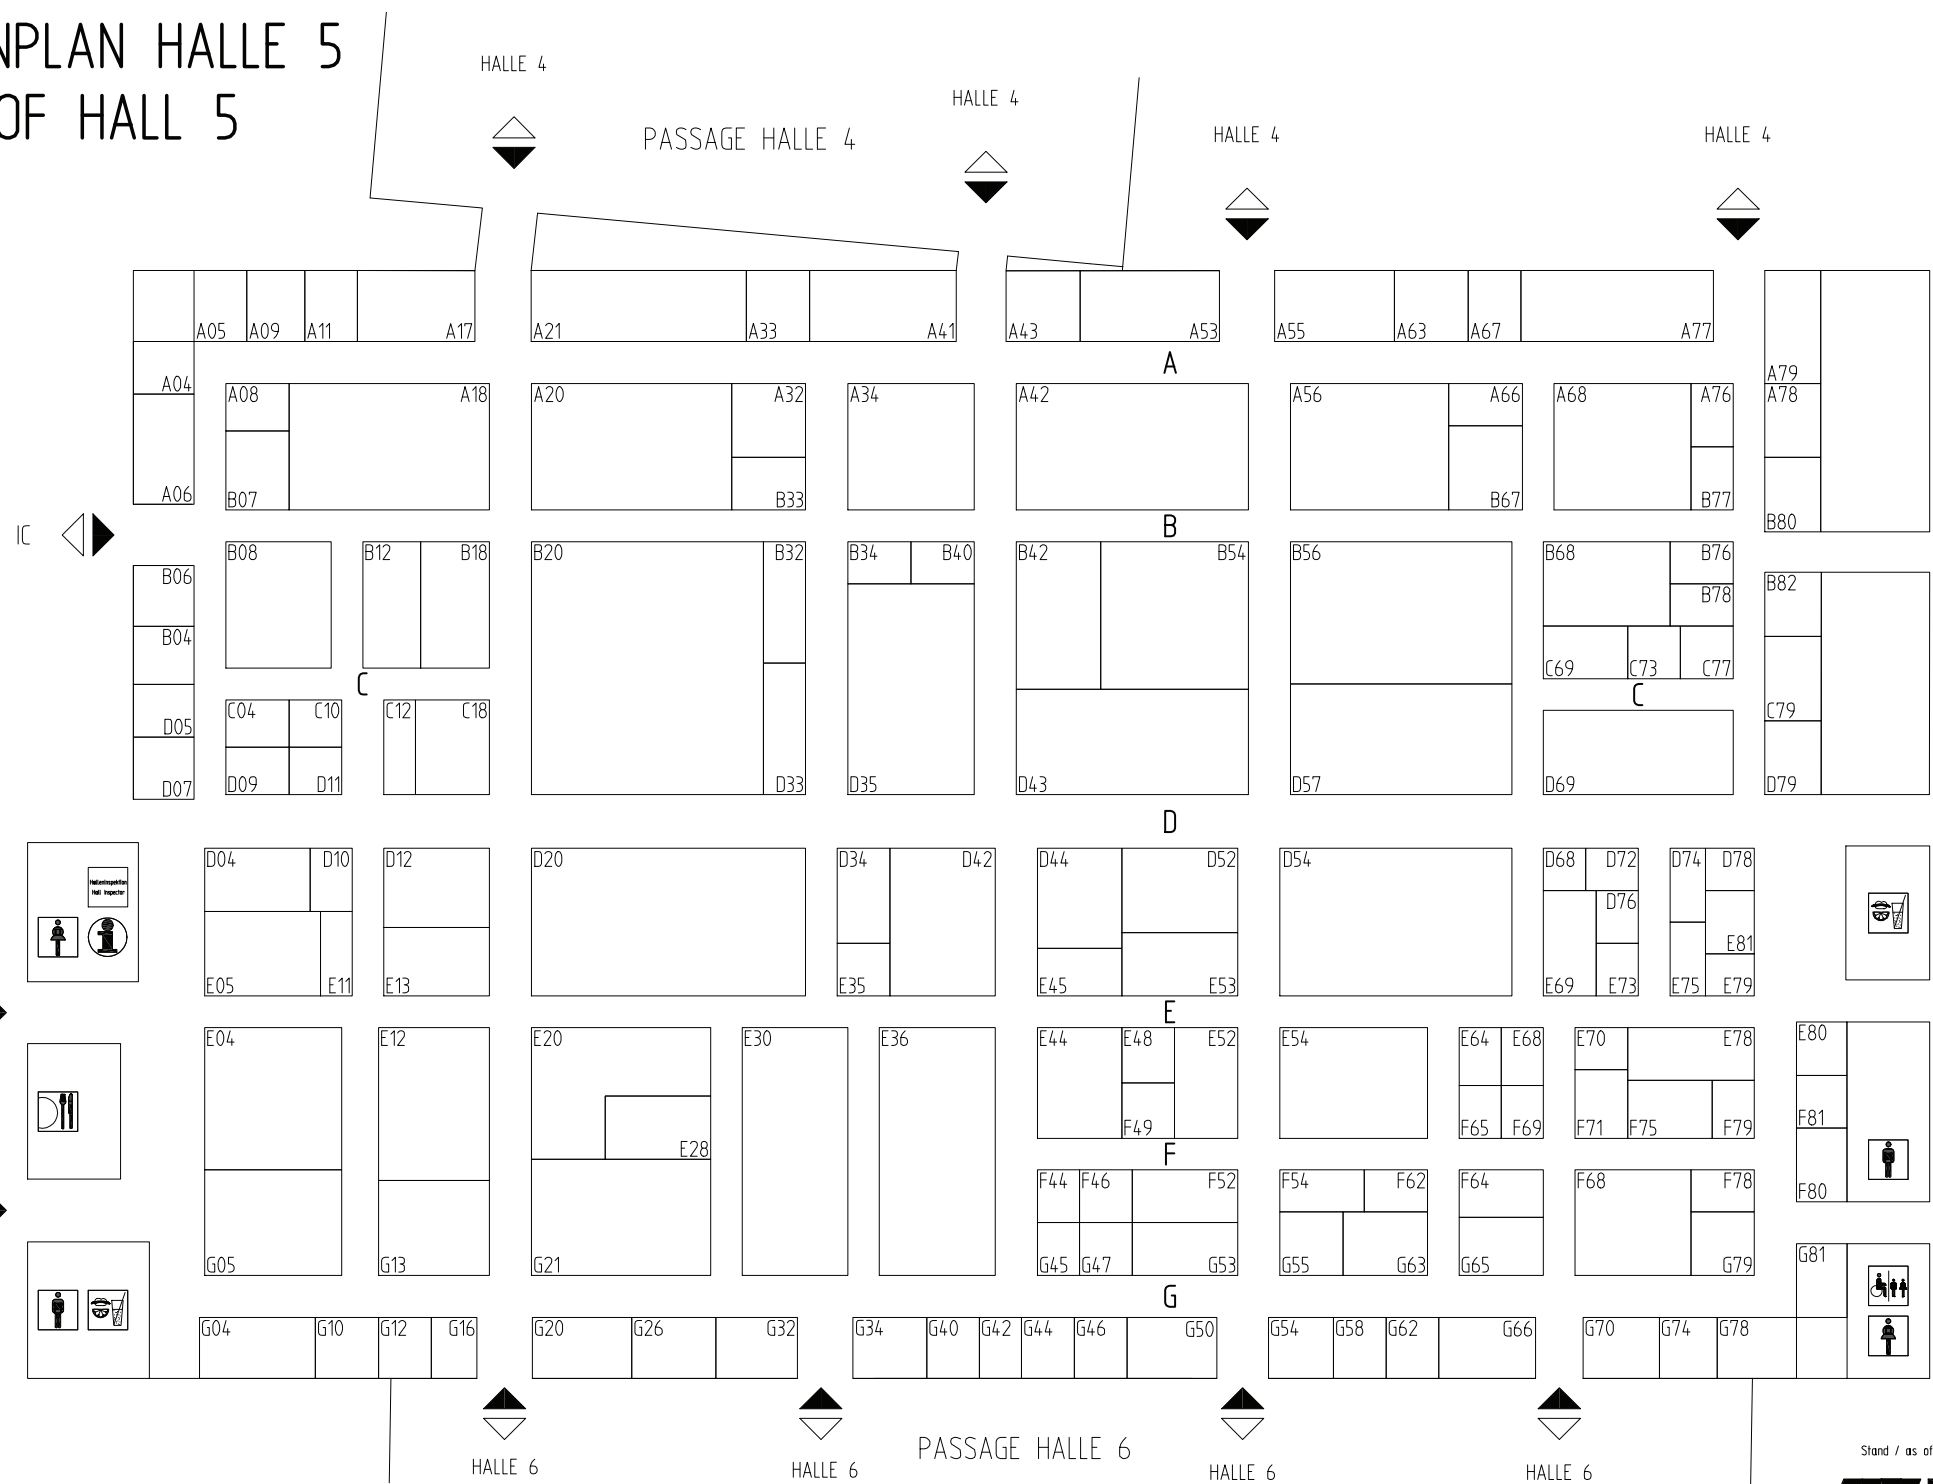 NPLAN HALLE 5
OF HALL 5
HALLE 4
HALLE 4
HALLE 4
HALLE 4
PASSAGE HALLE 4
A05 A09 A11 A17 A21 A33 A41 A43 A53 A55 A63 A67 A77
A
A04 A79
A08 A18 A20 A32 A34 A42 A56 A66 A68 A76 A78
A06 B07 B33 B67 B77
B80
B
IC
B08 B12 B18 B20 B32 B34 B40 B42 B54 B56 B68 B76
B06 B78 B82
B04
C69 C73 C77
C C
C04 C10 C12 C18 C79
D05
D07 D09 D11 D33 D35 D43 D57 D69 D79
D
D04 D10 D12 D20 D34 D42 D44 D52 D54 D68 D72 D74 D78
Halleninspektion
Hall Inspector
D76
E81
E05 E11 E13 E35 E45 E53 E69 E73 E75 E79
E
E04 E12 E20 E30 E36 E44 E48 E52 E54 E64 E68 E70 E78 E80
F81
F49 F65 F69 F71 F75 F79
E28
F
F44 F46 F52 F54 F62 F64 F68 F78 F80
G81
G05 G13 G21 G45 G47 G53 G55 G63 G65 G79
G
G04 G10 G12 G16 G20 G26 G32 G34 G40 G42 G44 G46 G50 G54 G58 G62 G66 G70 G74 G78
PASSAGE HALLE 6
HALLE 6
HALLE 6
HALLE 6
HALLE 6
Stand / as of